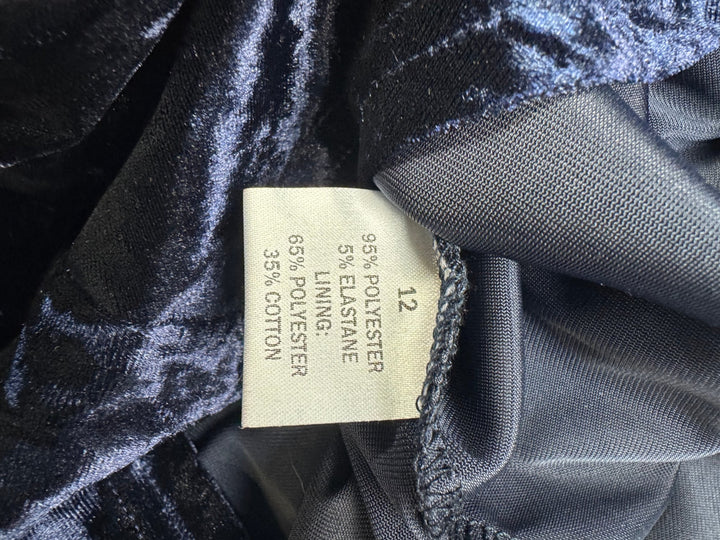 12
95% POLYESTER
5% ELASTANE
LINING:
65% POLYESTER
35% COTTON